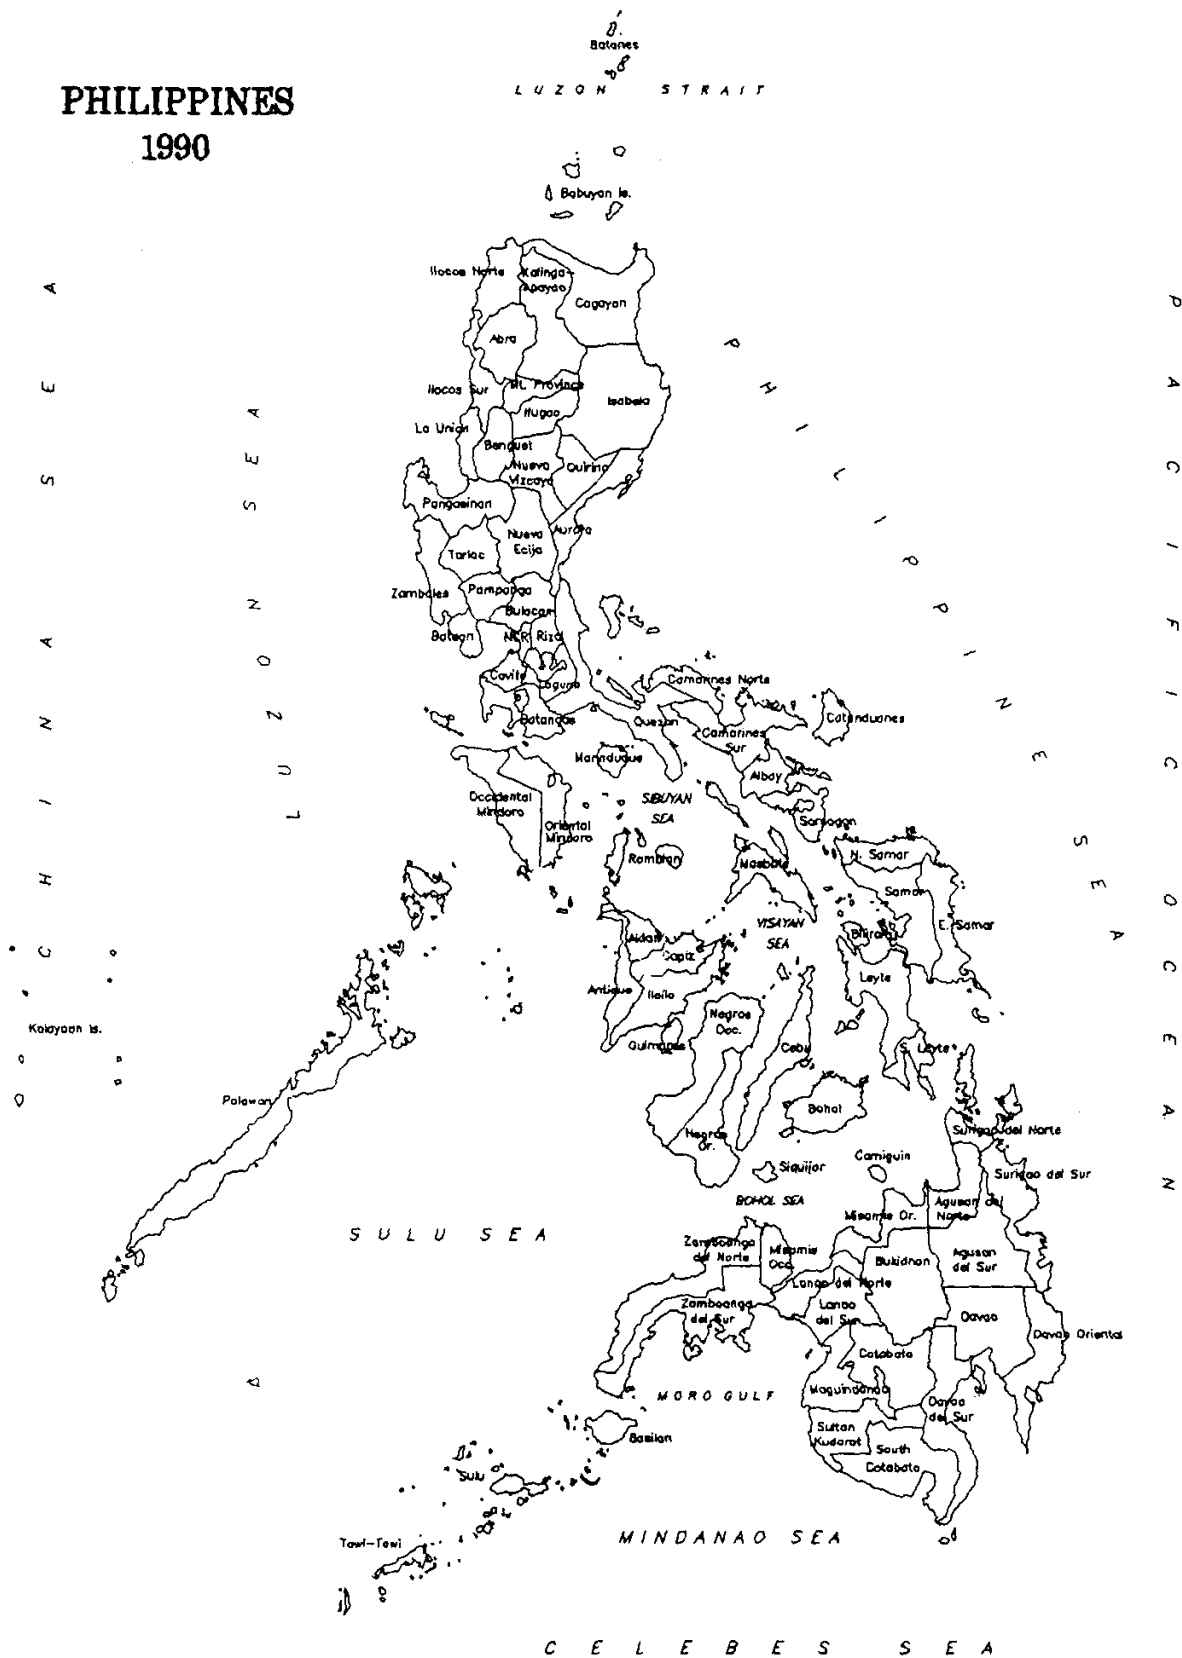 Batanes
LUZON STRAIT
PHILIPPINES
1990
Babuyan Is.
Ilocos Norte
Kalinga-
Apayao
Cagayan
Abra
Ilocos Sur
Mt. Province
Isabela
Ifugao
La Union
Benguet
Nueva
Vizcaya
Quirino
Pangasinan
Nueva
Ecija
Aurora
Tarlac
Zambales
Pampanga
Bulacan
Bataan
NCR
Rizal
Cavite
Laguna
Batangas
Quezon
Camarines Norte
Catanduanes
Camarines
Sur
Marinduque
Albay
SIBUYAN
SEA
Occidental
Mindoro
Oriental
Mindoro
Sorsogon
Romblon
Masbate
N. Samar
Samar
E. Samar
VISAYAN
SEA
Biliran
Aklan
Capiz
Leyte
Antique
Iloilo
Negros
Occ.
Guimaras
Cebu
S. Leyte
Kalayaan Is.
Palawan
Bohol
Negros
Or.
Surigao del Norte
Siquijor
Camiguin
Surigao del Sur
BOHOL SEA
Agusan del
Norte
Misamis Or.
SULU SEA
Zamboanga
del Norte
Misamis
Occ.
Bukidnon
Agusan
del Sur
Lanao del Norte
Zamboanga
del Sur
Lanao
del Sur
Davao
Davao Oriental
Cotabato
Maguindanao
MORO GULF
Davao
del Sur
Basilan
Sultan
Kudarat
South
Cotabato
Sulu
Tawi-Tawi
MINDANAO SEA
CELEBES SEA
CHINA SEA
LUZON SEA
PHILIPPINE SEA
PACIFIC OCEAN